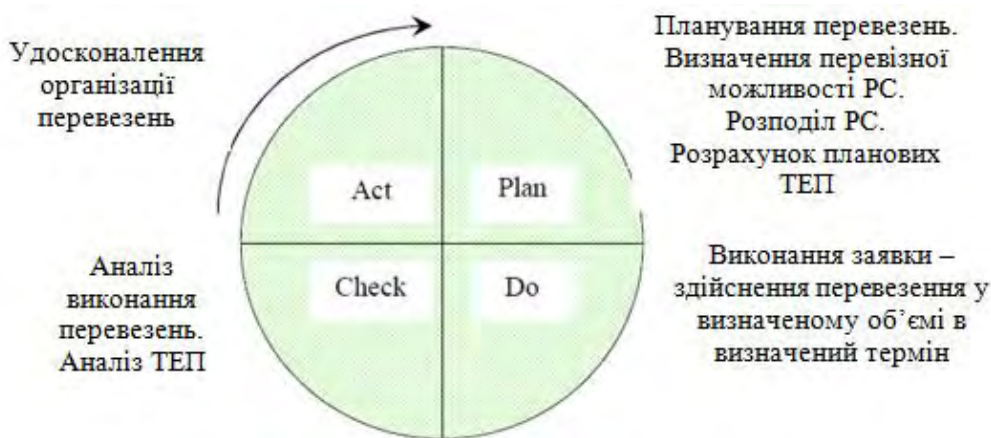 Удосконалення
організації
перевезень
Планування перевезень.
Визначення перевізної
можливості РС.
Розподіл РС.
Розрахунок планових
ТЕП
Act
Plan
Check
Do
Аналіз
виконання
перевезень.
Аналіз ТЕП
Виконання заявки –
здійснення перевезення у
визначеному об’ємі в
визначений термін